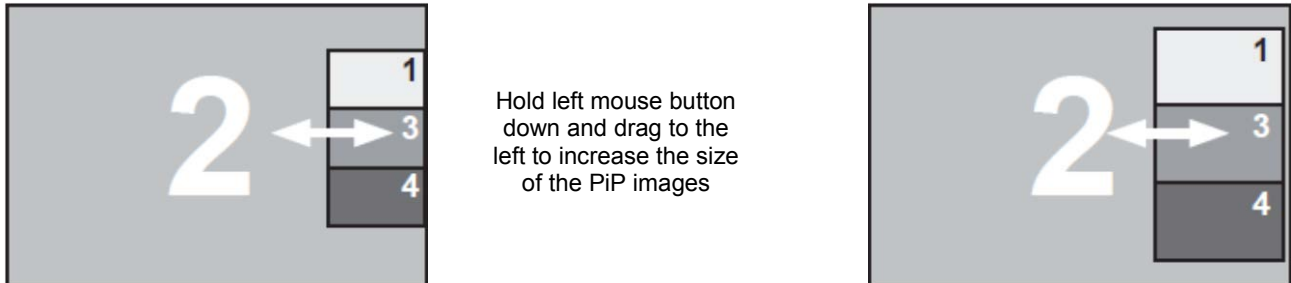 2
1
3
4
Hold left mouse button
down and drag to the
left to increase the size
of the PiP images
2
1
3
4